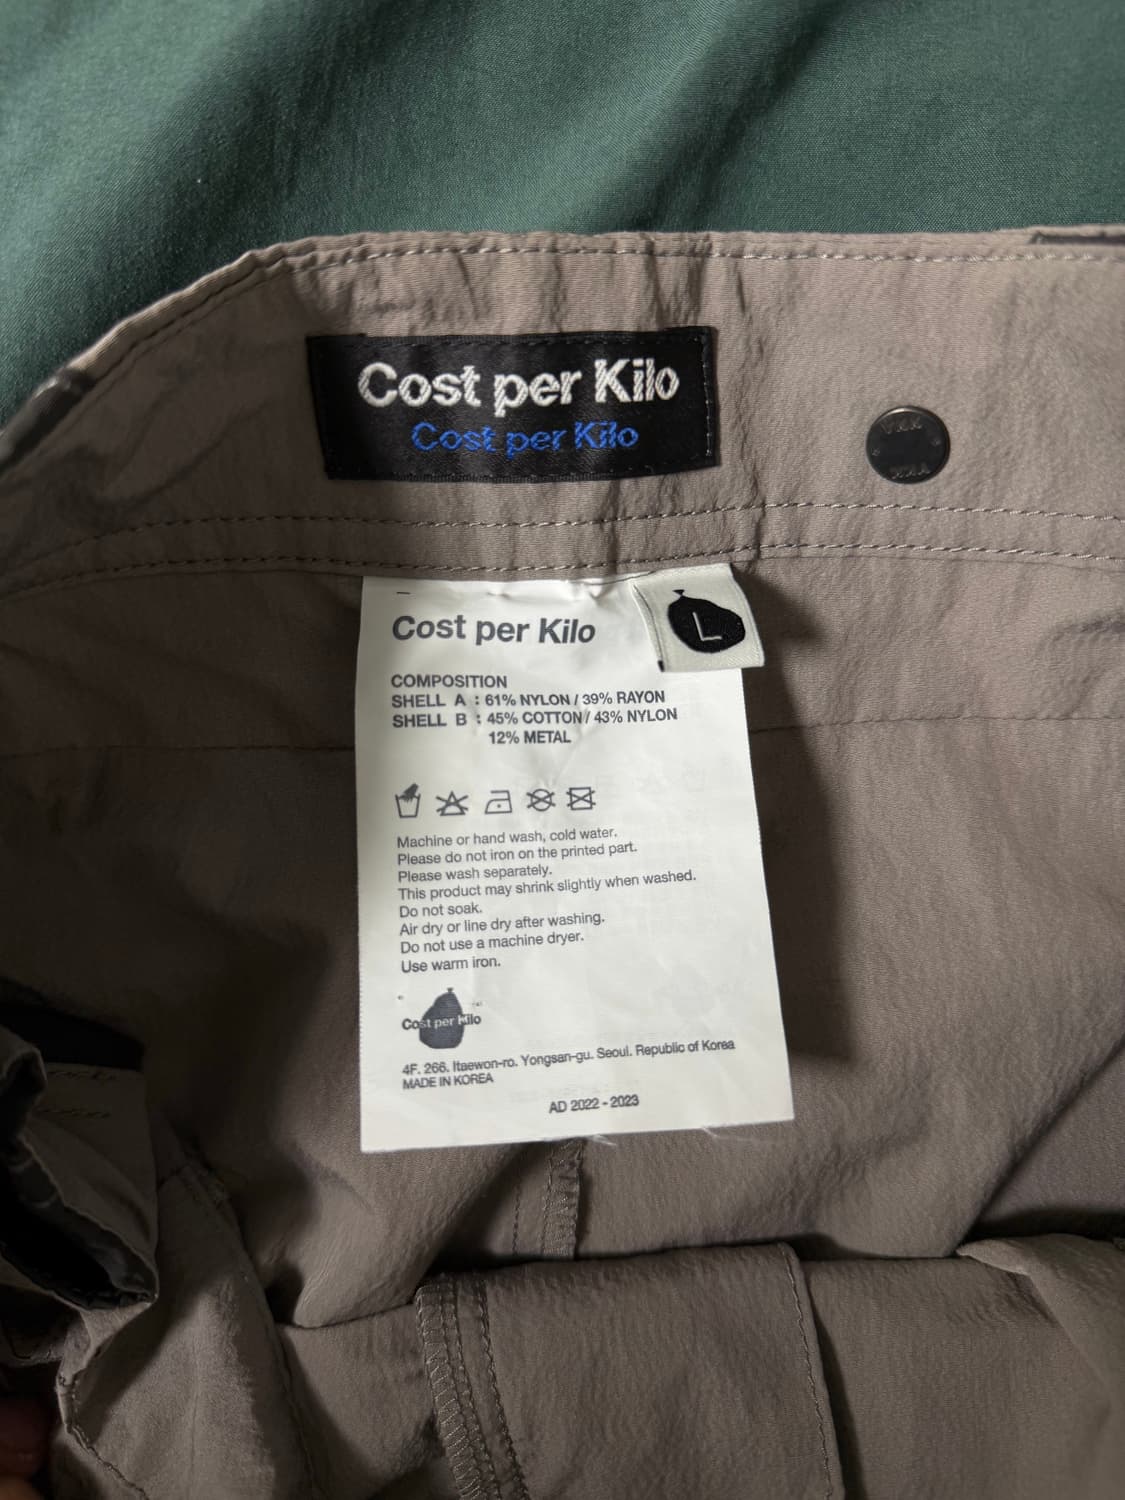 Cost per Kilo
Cost per Kilo
L
Cost per Kilo
COMPOSITION
SHELL A : 61% NYLON / 39% RAYON
SHELL B : 45% COTTON / 43% NYLON
12% METAL
Machine or hand wash, cold water.
Please do not iron on the printed part.
Please wash separately.
This product may shrink slightly when washed.
Do not soak.
Air dry or line dry after washing.
Do not use a machine dryer.
Use warm iron.
Cost per Kilo
4F. 266. Itaewon-ro. Yongsan-gu. Seoul. Republic of Korea
MADE IN KOREA
AD 2022 - 2023